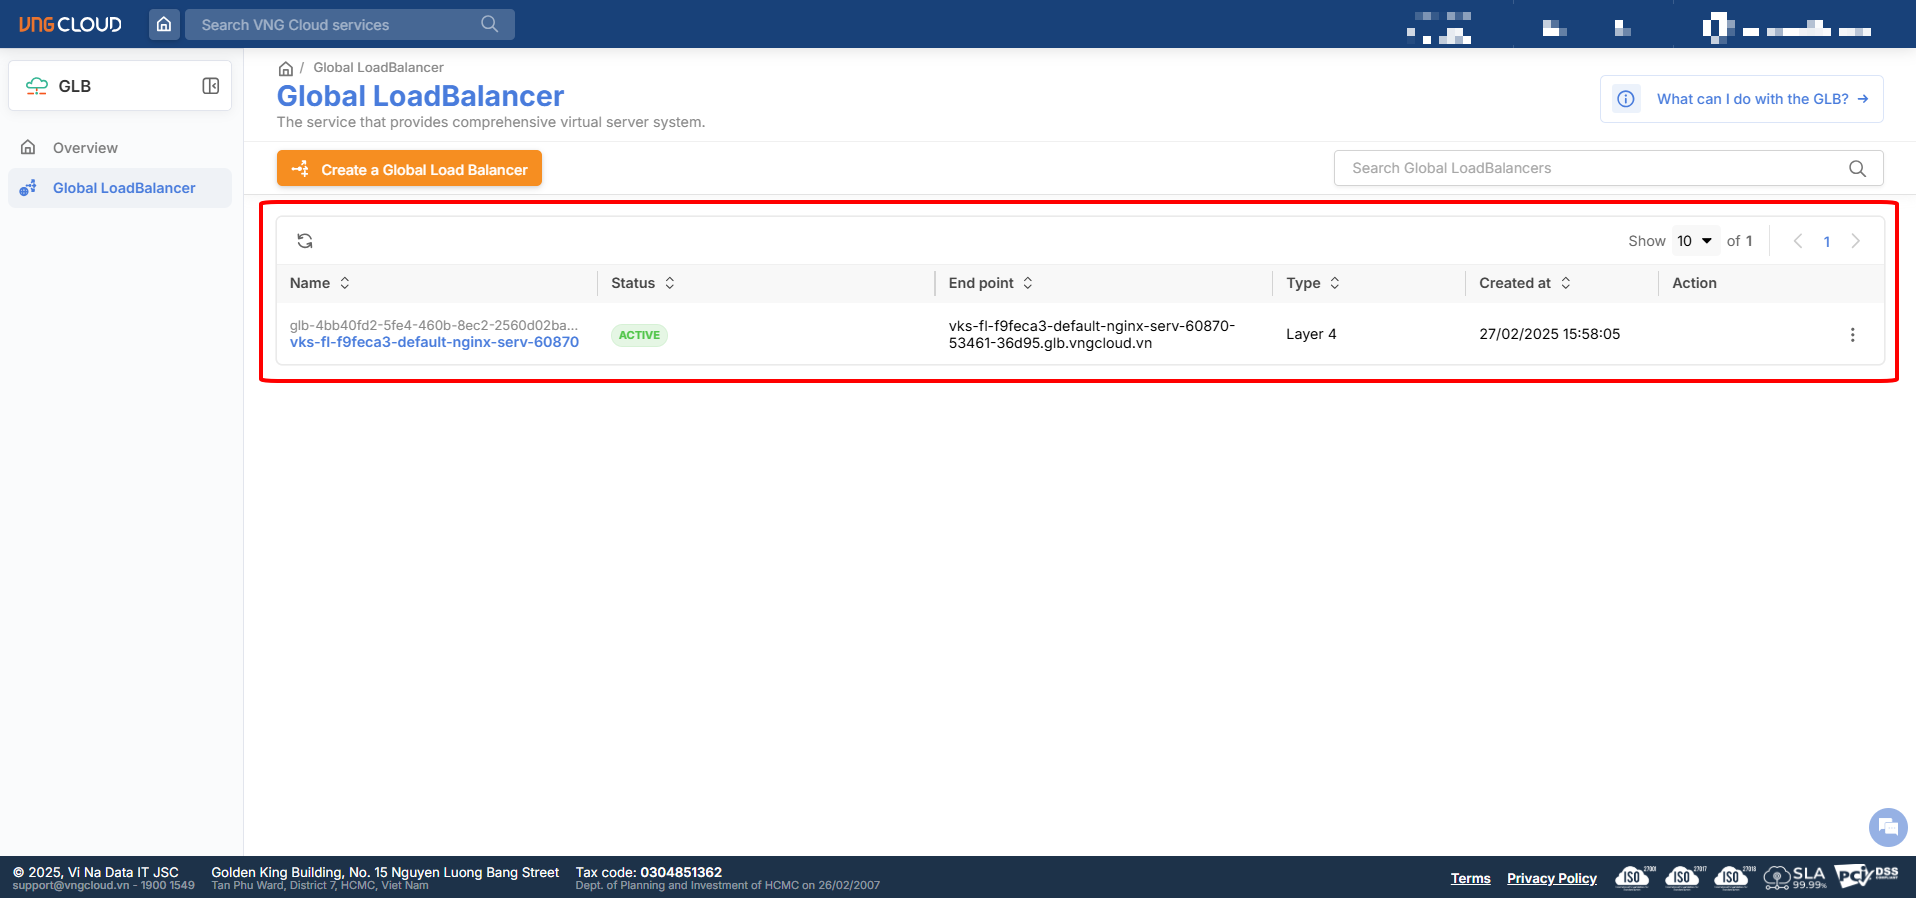 VNG CLOUD
Search VNG Cloud services
GLB
Overview
Global LoadBalancer
/ Global LoadBalancer
Global LoadBalancer
The service that provides comprehensive virtual server system.
What can I do with the GLB? →
Create a Global Load Balancer
Search Global LoadBalancers
Show 10 of 1
1
Name
Status
End point
Type
Created at
Action
glb-4bb40fd2-5fe4-460b-8ec2-2560d02ba...
vks-fl-f9feca3-default-nginx-serv-60870
ACTIVE
vks-fl-f9feca3-default-nginx-serv-60870-
53461-36d95.glb.vngcloud.vn
Layer 4
27/02/2025 15:58:05
© 2025, Vi Na Data IT JSC
support@vngcloud.vn - 1900 1549
Golden King Building, No. 15 Nguyen Luong Bang Street
Tan Phu Ward, District 7, HCMC, Viet Nam
Tax code: 0304851362
Dept. of Planning and Investment of HCMC on 26/02/2007
Terms
Privacy Policy
ISO 27001
ISO 27017
ISO 27018
SLA
99.99%
PCI DSS